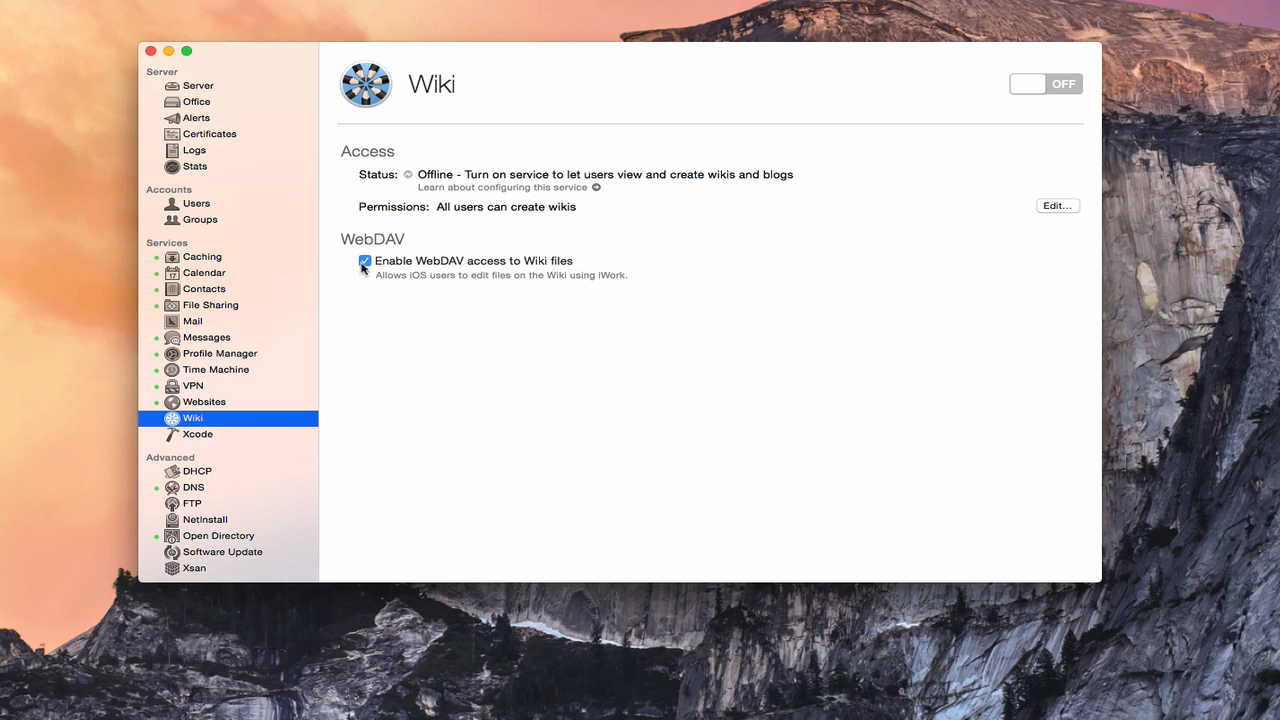 Server
Server
Office
Alerts
Certificates
Logs
Stats
Accounts
Users
Groups
Services
Caching
17 Calendar
Contacts
File Sharing
Mail
Messages
Profile Manager
Time Machine
VPN
Websites
Wiki
Xcode
Advanced
DHCP
DNS
FTP
NetInstall
Open Directory
Software Update
Xsan
Wiki
OFF
Access
Status: Offline - Turn on service to let users view and create wikis and blogs
Learn about configuring this service
Permissions: All users can create wikis
Edit...
WebDAV
Enable WebDAV access to Wiki files
Allows iOS users to edit files on the Wiki using iWork.